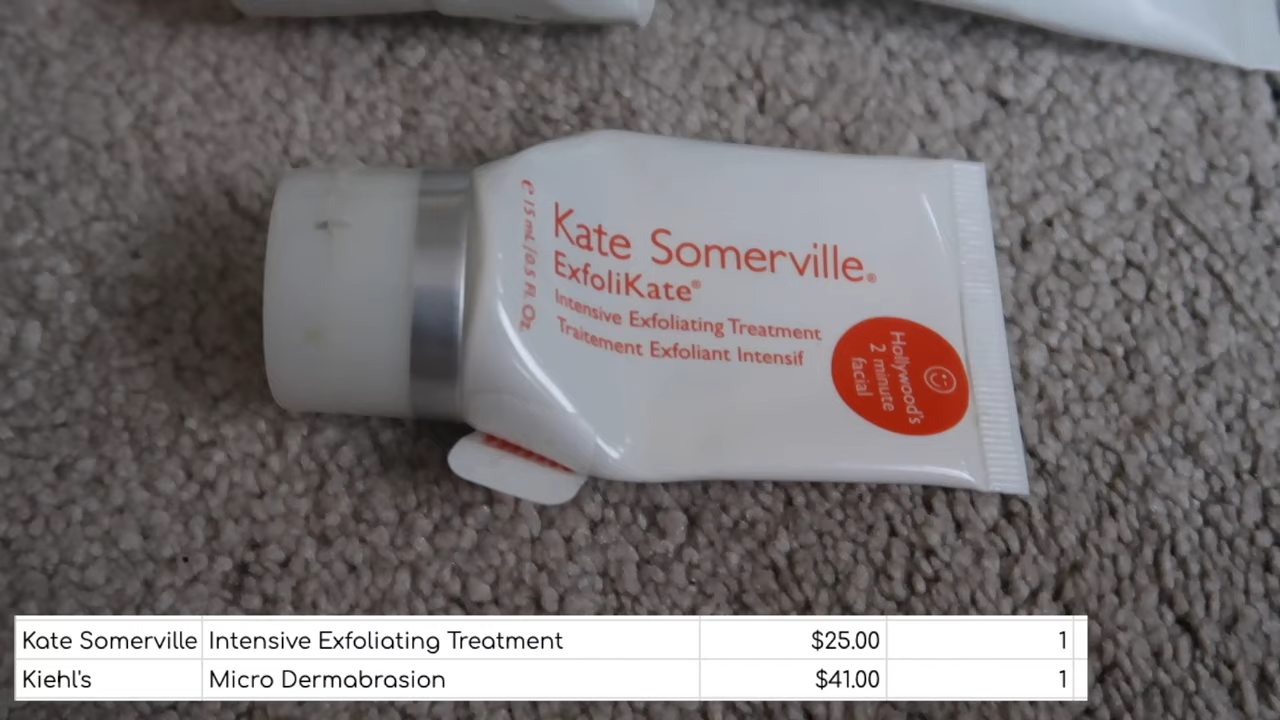 Kate Somerville®
ExfoliKate®
Intensive Exfoliating Treatment
Traitement Exfoliant Intensif
e 15 mL/0.5 Fl. Oz.
Hollywood's
2 minute
facial
Kate Somerville Intensive Exfoliating Treatment $25.00 1
Kiehl's Micro Dermabrasion $41.00 1